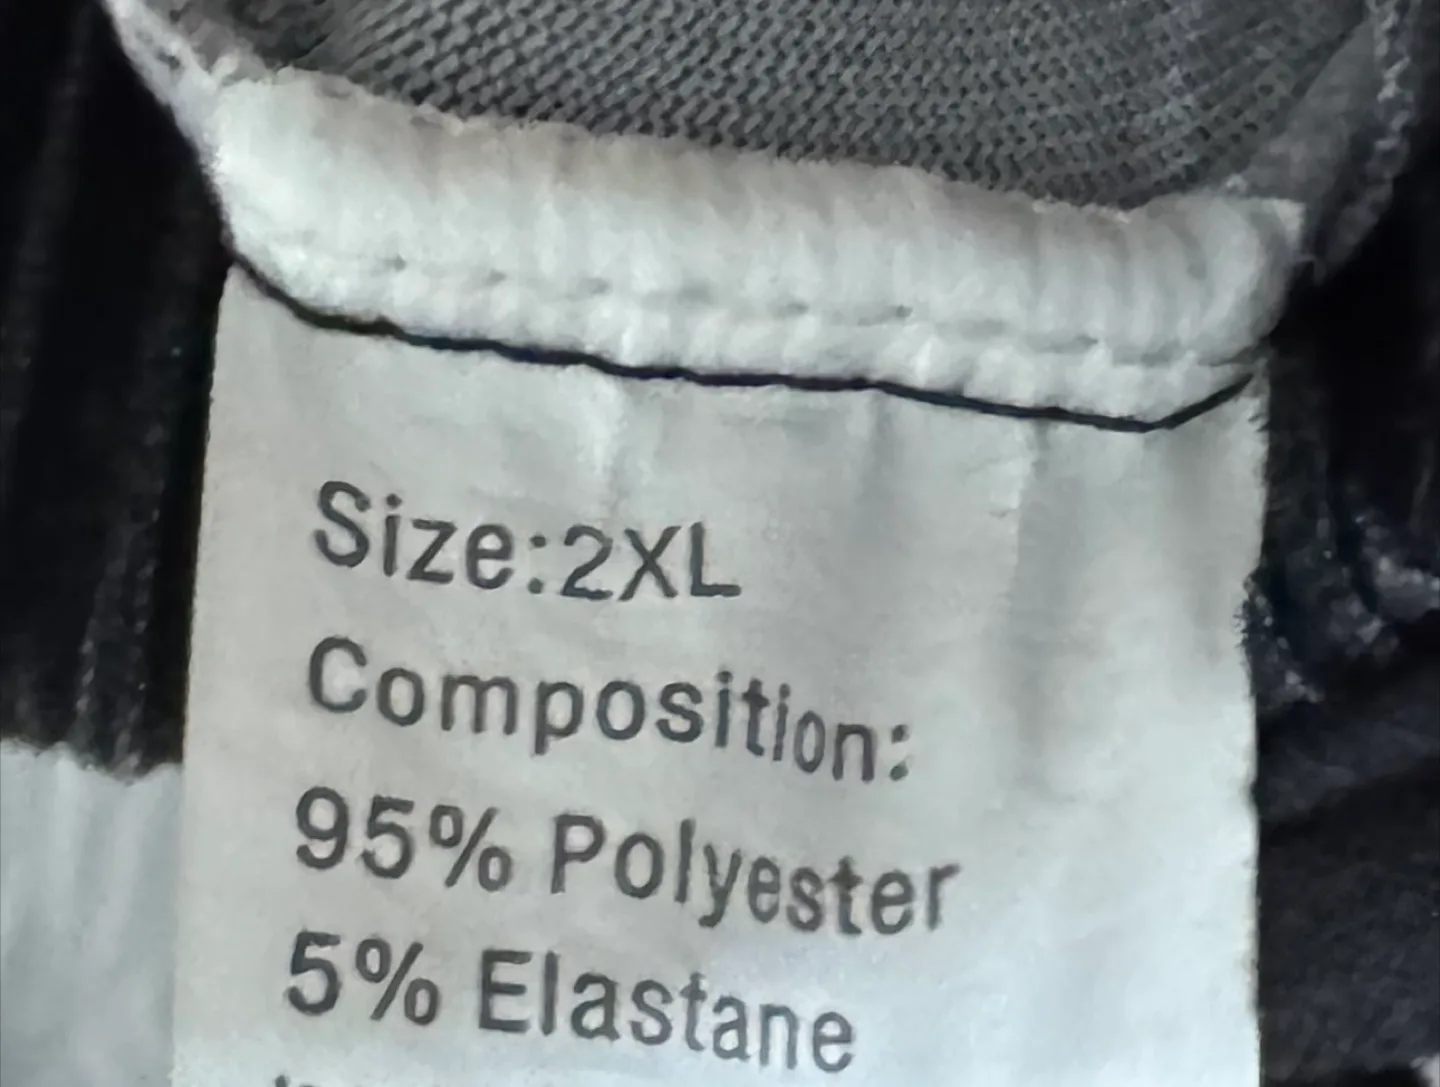 Size:2XL
Composition:
95% Polyester
5% Elastane